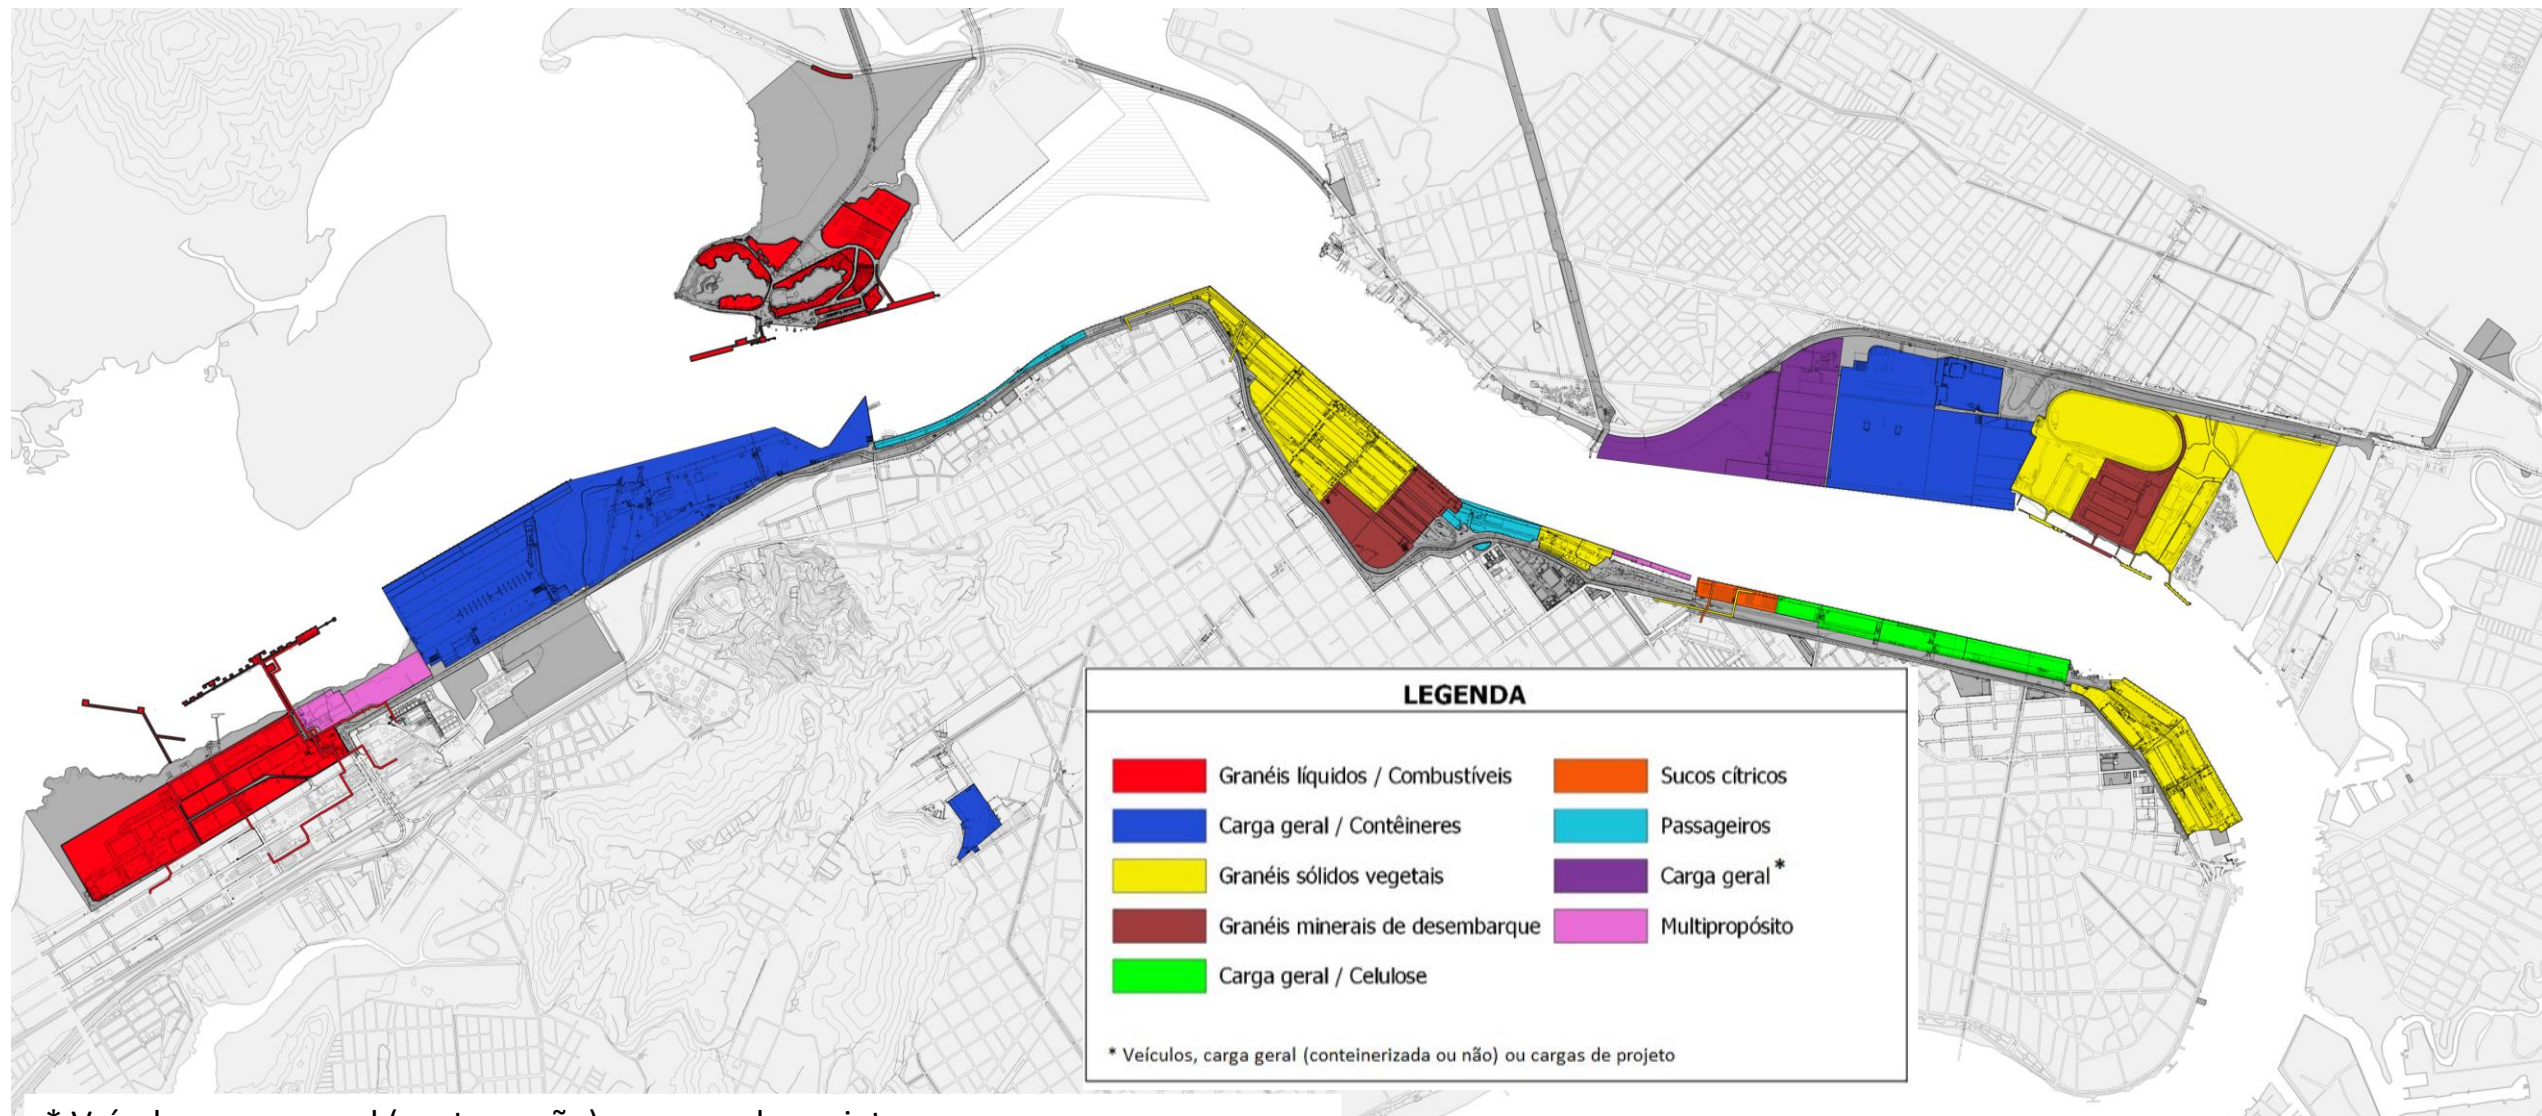 LEGENDA
Granéis líquidos / Combustíveis
Carga geral / Contêineres
Granéis sólidos vegetais
Granéis minerais de desembarque
Carga geral / Celulose
Sucos cítricos
Passageiros
Carga geral *
Multipropósito
* Veículos, carga geral (conteinerizada ou não) ou cargas de projeto